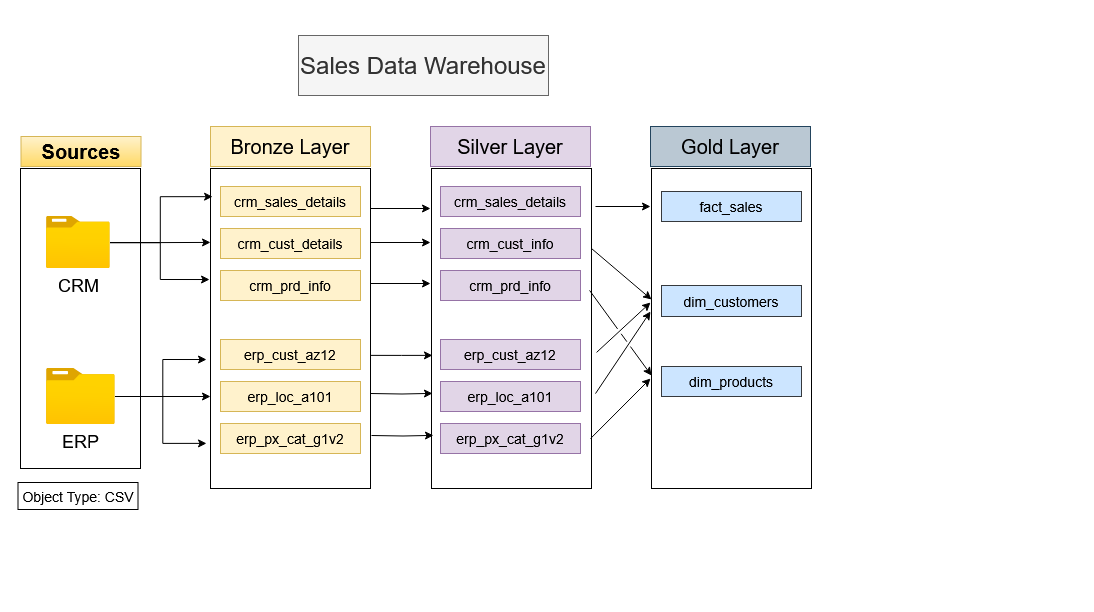 Sales Data Warehouse
Sources
CRM
ERP
Object Type: CSV
Bronze Layer
crm_sales_details
crm_cust_details
crm_prd_info
erp_cust_az12
erp_loc_a101
erp_px_cat_g1v2
Silver Layer
crm_sales_details
crm_cust_info
crm_prd_info
erp_cust_az12
erp_loc_a101
erp_px_cat_g1v2
Gold Layer
fact_sales
dim_customers
dim_products